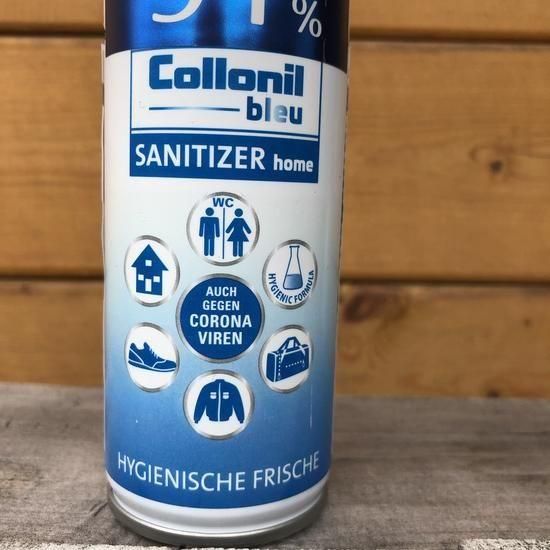 %
Collonil
bleu
SANITIZER home
WC
HYGIENIC FORMULA
AUCH
GEGEN
CORONA
VIREN
HYGIENISCHE FRISCHE